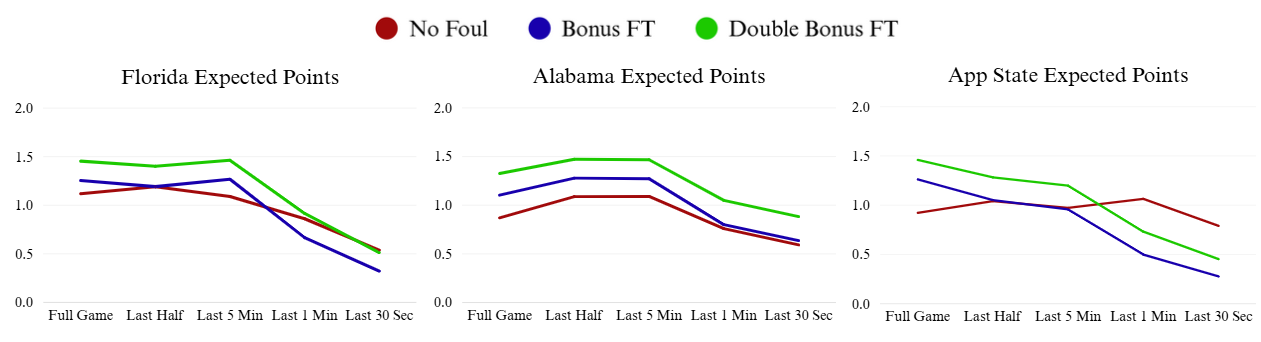 No Foul Bonus FT Double Bonus FT
Florida Expected Points
2.0
1.5
1.0
0.5
0.0
Full Game Last Half Last 5 Min Last 1 Min Last 30 Sec
Alabama Expected Points
2.0
1.5
1.0
0.5
0.0
Full Game Last Half Last 5 Min Last 1 Min Last 30 Sec
App State Expected Points
2.0
1.5
1.0
0.5
0.0
Full Game Last Half Last 5 Min Last 1 Min Last 30 Sec